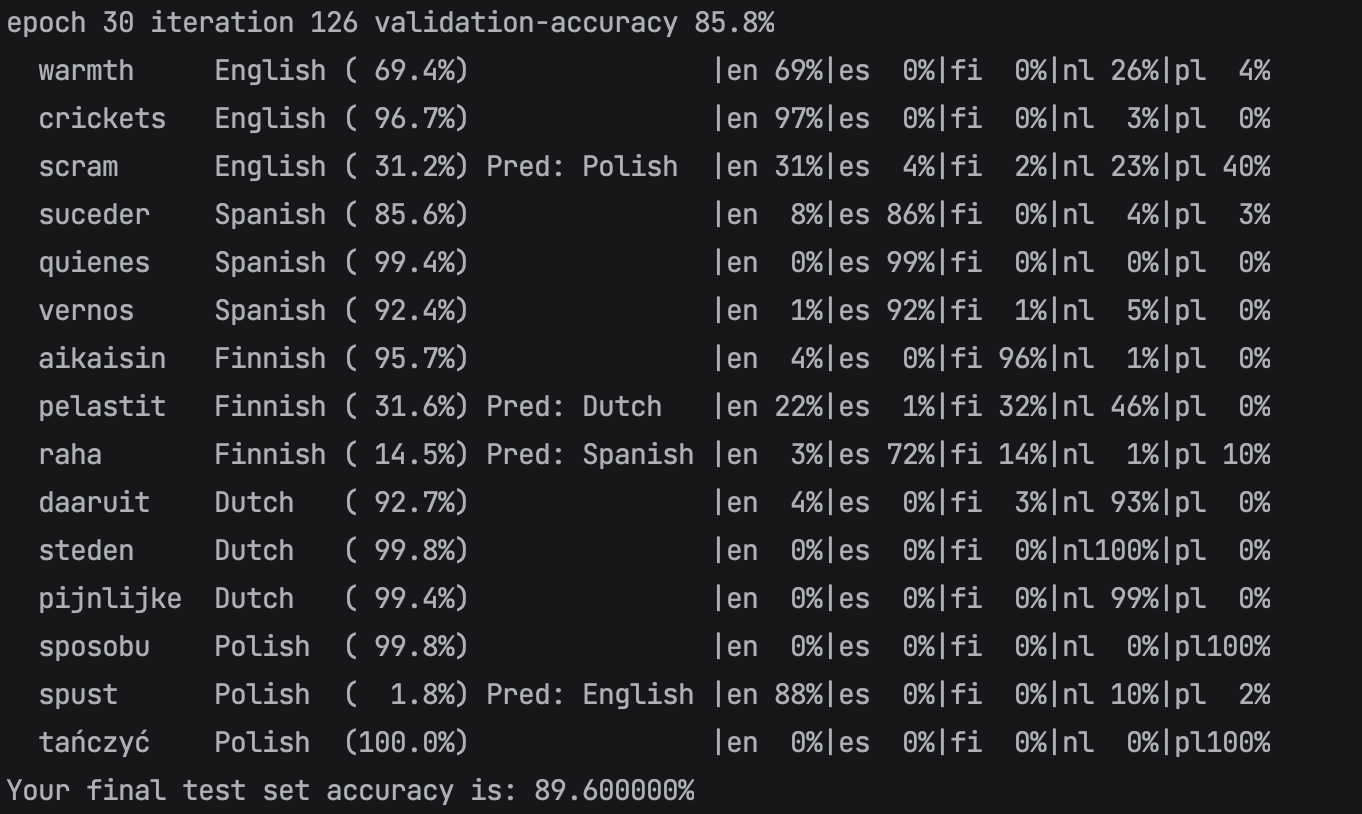 epoch 30 iteration 126 validation-accuracy 85.8%
  warmth     English ( 69.4%)                |en 69%|es  0%|fi  0%|nl 26%|pl  4%
  crickets   English ( 96.7%)                |en 97%|es  0%|fi  0%|nl  3%|pl  0%
  scram      English ( 31.2%) Pred: Polish   |en 31%|es  4%|fi  2%|nl 23%|pl 40%
  suceder    Spanish ( 85.6%)                |en  8%|es 86%|fi  0%|nl  4%|pl  3%
  quienes    Spanish ( 99.4%)                |en  0%|es 99%|fi  0%|nl  0%|pl  0%
  vernos     Spanish ( 92.4%)                |en  1%|es 92%|fi  1%|nl  5%|pl  0%
  aikaisin   Finnish ( 95.7%)                |en  4%|es  0%|fi 96%|nl  1%|pl  0%
  pelastit   Finnish ( 31.6%) Pred: Dutch    |en 22%|es  1%|fi 32%|nl 46%|pl  0%
  raha       Finnish ( 14.5%) Pred: Spanish  |en  3%|es 72%|fi 14%|nl  1%|pl 10%
  daaruit    Dutch   ( 92.7%)                |en  4%|es  0%|fi  3%|nl 93%|pl  0%
  steden     Dutch   ( 99.8%)                |en  0%|es  0%|fi  0%|nl100%|pl  0%
  pijnlijke  Dutch   ( 99.4%)                |en  0%|es  0%|fi  0%|nl 99%|pl  0%
  sposobu    Polish  ( 99.8%)                |en  0%|es  0%|fi  0%|nl  0%|pl100%
  spust      Polish  (  1.8%) Pred: English  |en 88%|es  0%|fi  0%|nl 10%|pl  2%
  tańczyć    Polish  (100.0%)                |en  0%|es  0%|fi  0%|nl  0%|pl100%
Your final test set accuracy is: 89.600000%